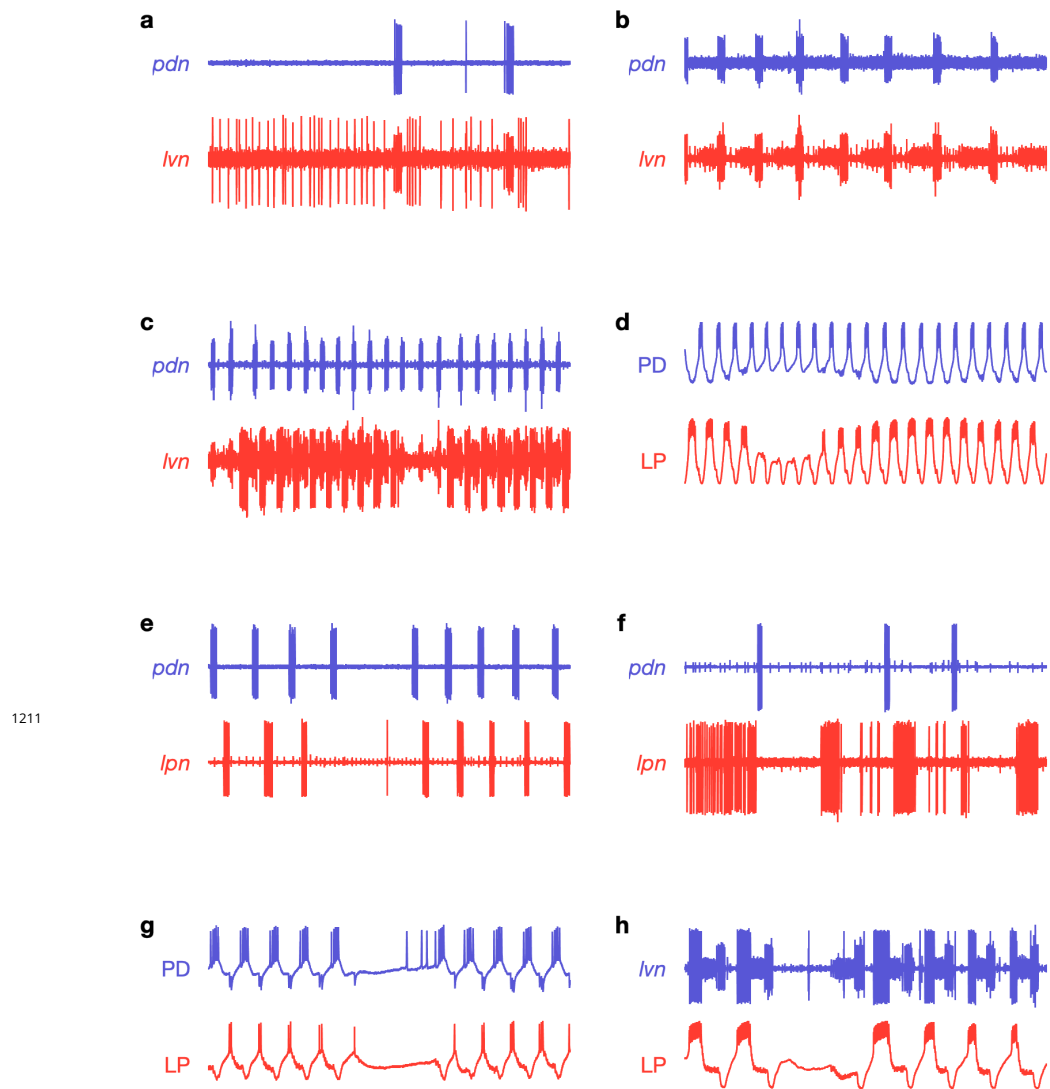 a b
pdn pdn
lvn lvn
c d
pdn PD
lvn LP
e f
pdn pdn
1211
lpn lpn
g h
PD lvn
LP LP